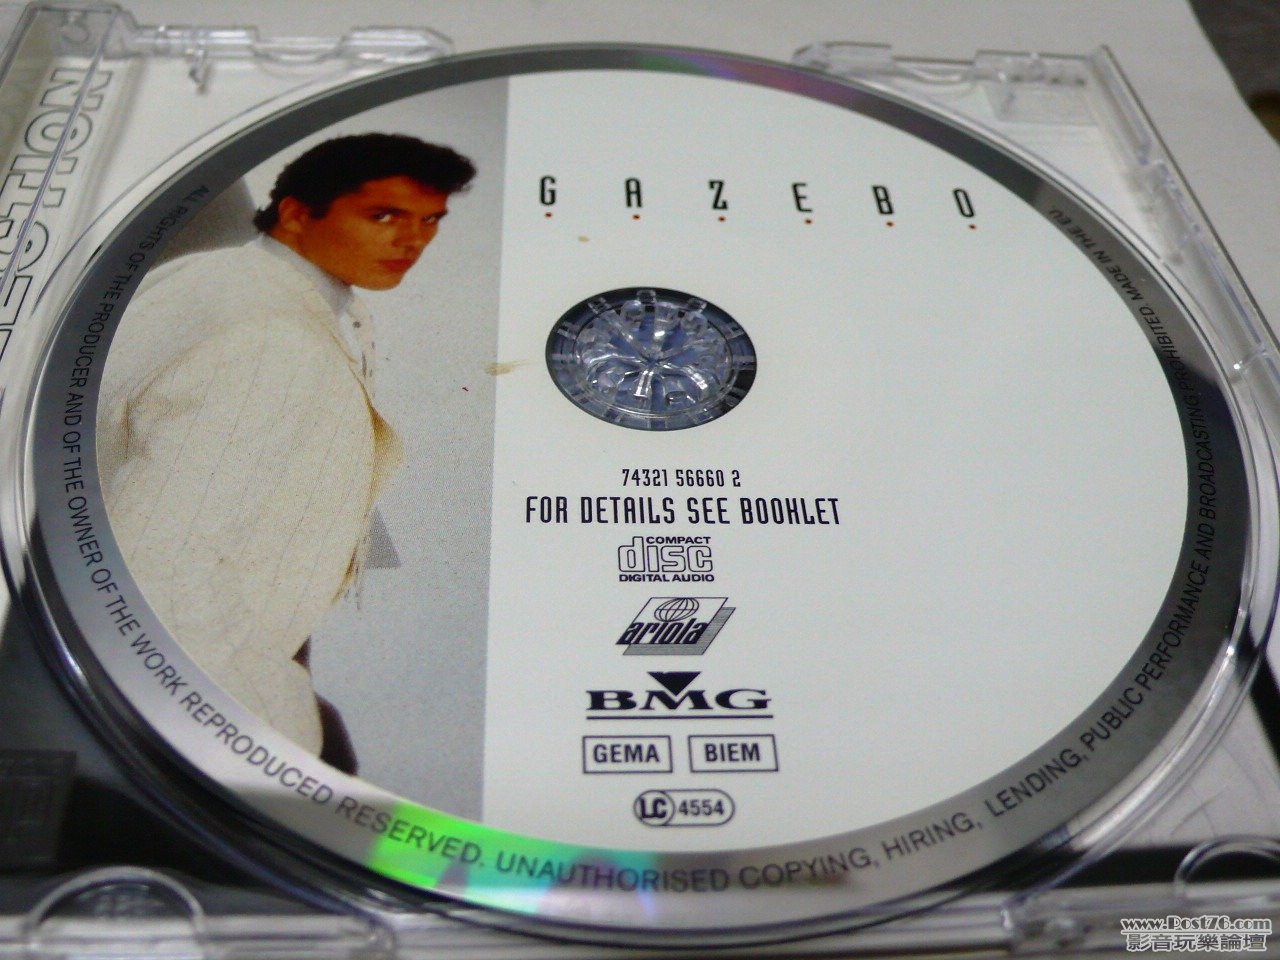 GAZEBO
74321 56660 2
FOR DETAILS SEE BOOKLET
COMPACT
disc
DIGITAL AUDIO
ariola
BMG
GEMA BIEM
LC 4554
ALL RIGHTS OF THE PRODUCER AND OF THE OWNER OF THE WORK REPRODUCED RESERVED. UNAUTHORISED COPYING, HIRING, LENDING, PUBLIC PERFORMANCE AND BROADCASTING PROHIBITED. MADE IN THE EU.
www.Post76.com
影音玩樂論壇